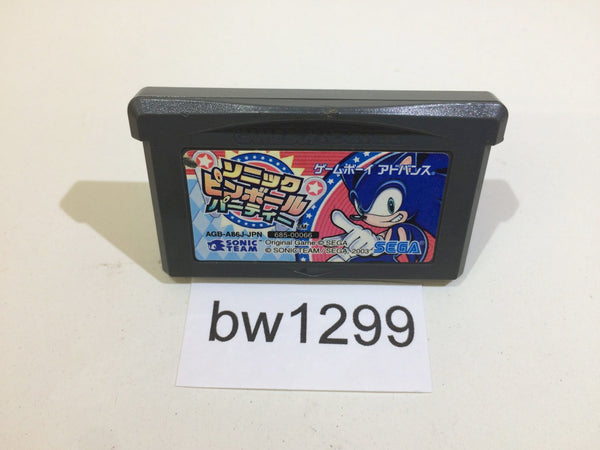 ソニック
ピンボール
パーティー
TM
ゲームボーイ アドバンス
AGB-A86J-JPN
685-00066
SONIC
TEAM
Original Game © SEGA
© SONICTEAM / SEGA, 2003
SEGA
bw1299